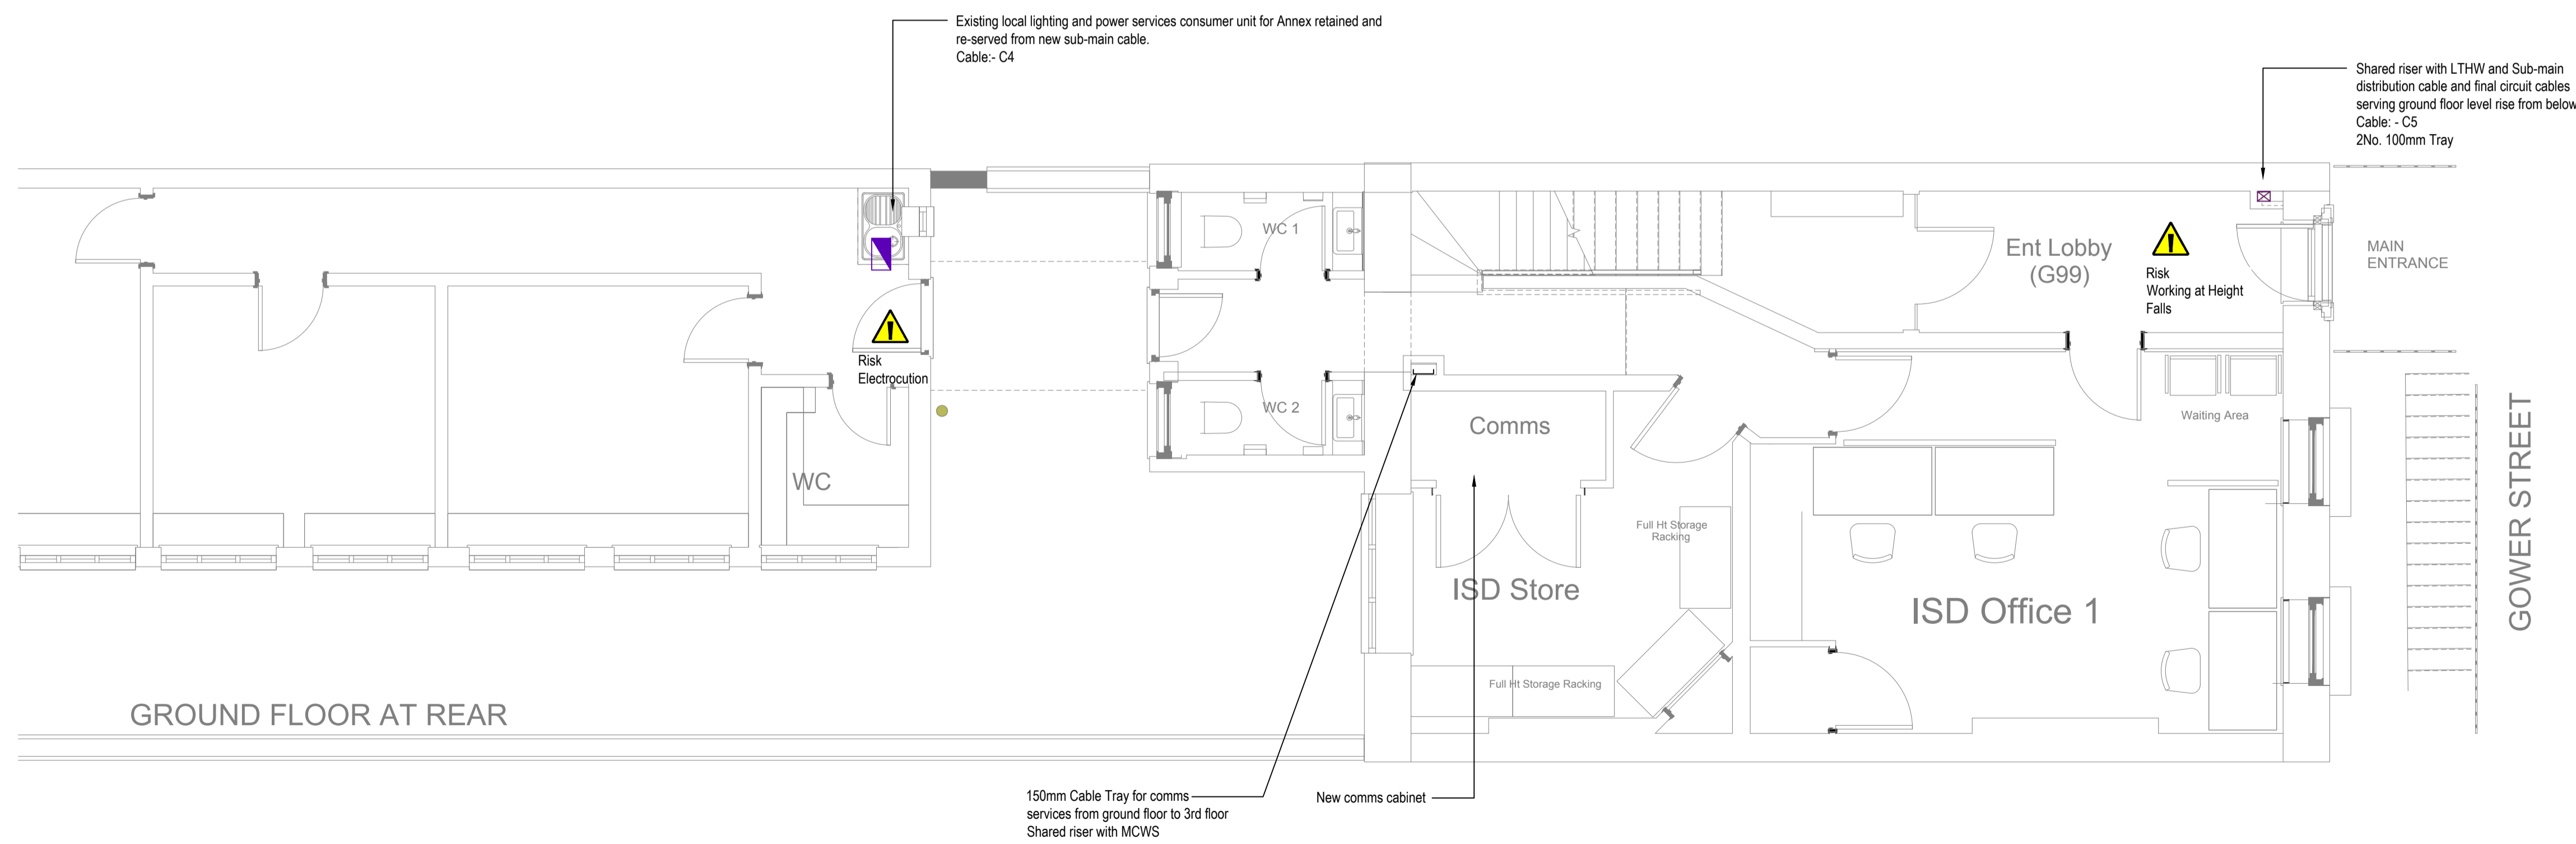 Existing local lighting and power services consumer unit for Annex retained and
re-served from new sub-main cable.
Cable:- C4
Shared riser with LTHW and Sub-main
distribution cable and final circuit cables
serving ground floor level rise from below
Cable: - C5
2No. 100mm Tray
WC 1
Ent Lobby
(G99)
Risk
Working at Height
Falls
MAIN
ENTRANCE
Risk
Electrocution
WC 2
Comms
Waiting Area
WC
Full Ht Storage
Racking
ISD Store
ISD Office 1
GOWER STREET
Full Ht Storage Racking
GROUND FLOOR AT REAR
150mm Cable Tray for comms
services from ground floor to 3rd floor
Shared riser with MCWS
New comms cabinet